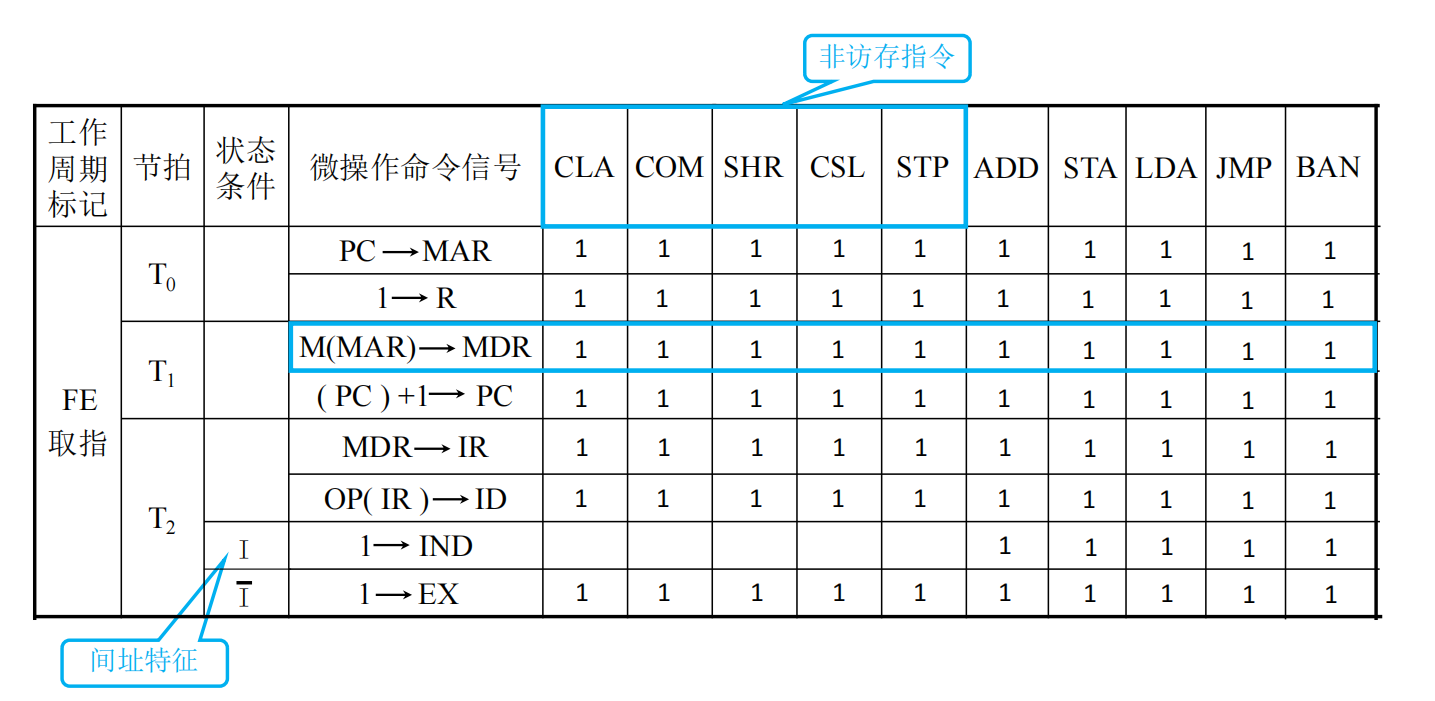 非访存指令
工作周期标记 节拍 状态条件 微操作命令信号 CLA COM SHR CSL STP ADD STA LDA JMP BAN
FE 取指 T₀ PC → MAR 1 1 1 1 1 1 1 1 1 1
1 → R 1 1 1 1 1 1 1 1 1 1
T₁ M(MAR) → MDR 1 1 1 1 1 1 1 1 1 1
( PC ) +1 → PC 1 1 1 1 1 1 1 1 1 1
T₂ MDR → IR 1 1 1 1 1 1 1 1 1 1
OP( IR ) → ID 1 1 1 1 1 1 1 1 1 1
I 1 → IND 1 1 1 1 1
I̅ 1 → EX 1 1 1 1 1 1 1 1 1 1
间址特征